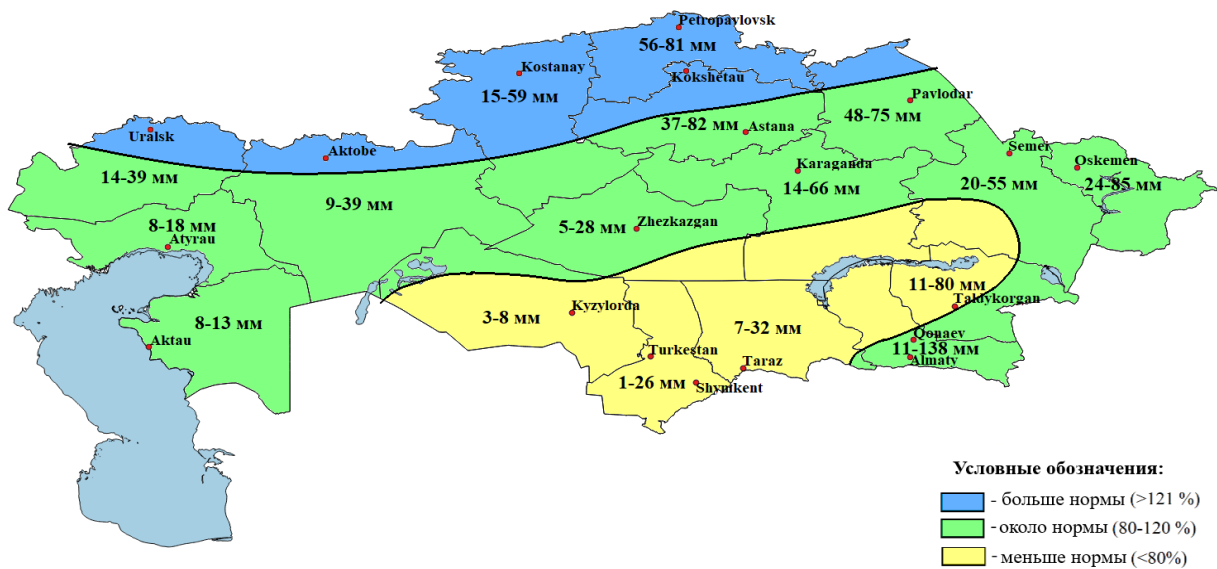 Petropavlovsk
56-81 мм
Kostanay
Kokshetau
15-59 мм
Pavlodar
48-75 мм
37-82 мм
Astana
Uralsk
Aktobe
Semei
Oskemen
Karaganda
14-39 мм
14-66 мм
20-55 мм
24-85 мм
9-39 мм
8-18 мм
Atyrau
5-28 мм
Zhezkazgan
11-80 мм
Taldykorgan
3-8 мм
Kyzylorda
8-13 мм
7-32 мм
Aktau
Qonaev
11-138 мм
Almaty
Turkestan
Taraz
1-26 мм
Shymkent
Условные обозначения:
- больше нормы (>121 %)
- около нормы (80-120 %)
- меньше нормы (<80%)